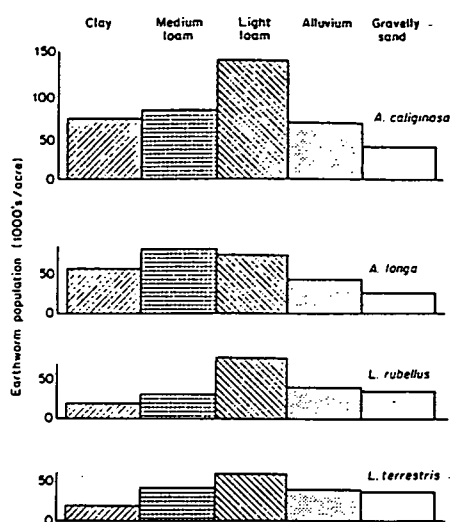 Clay Medium Light Alluvium Gravelly -
loam loam sand
150
100
50
0
A. caliginosa
50
0
A. longa
50
0
L. rubellus
50
0
L. terrestris
Earthworm population (1000's/acre)